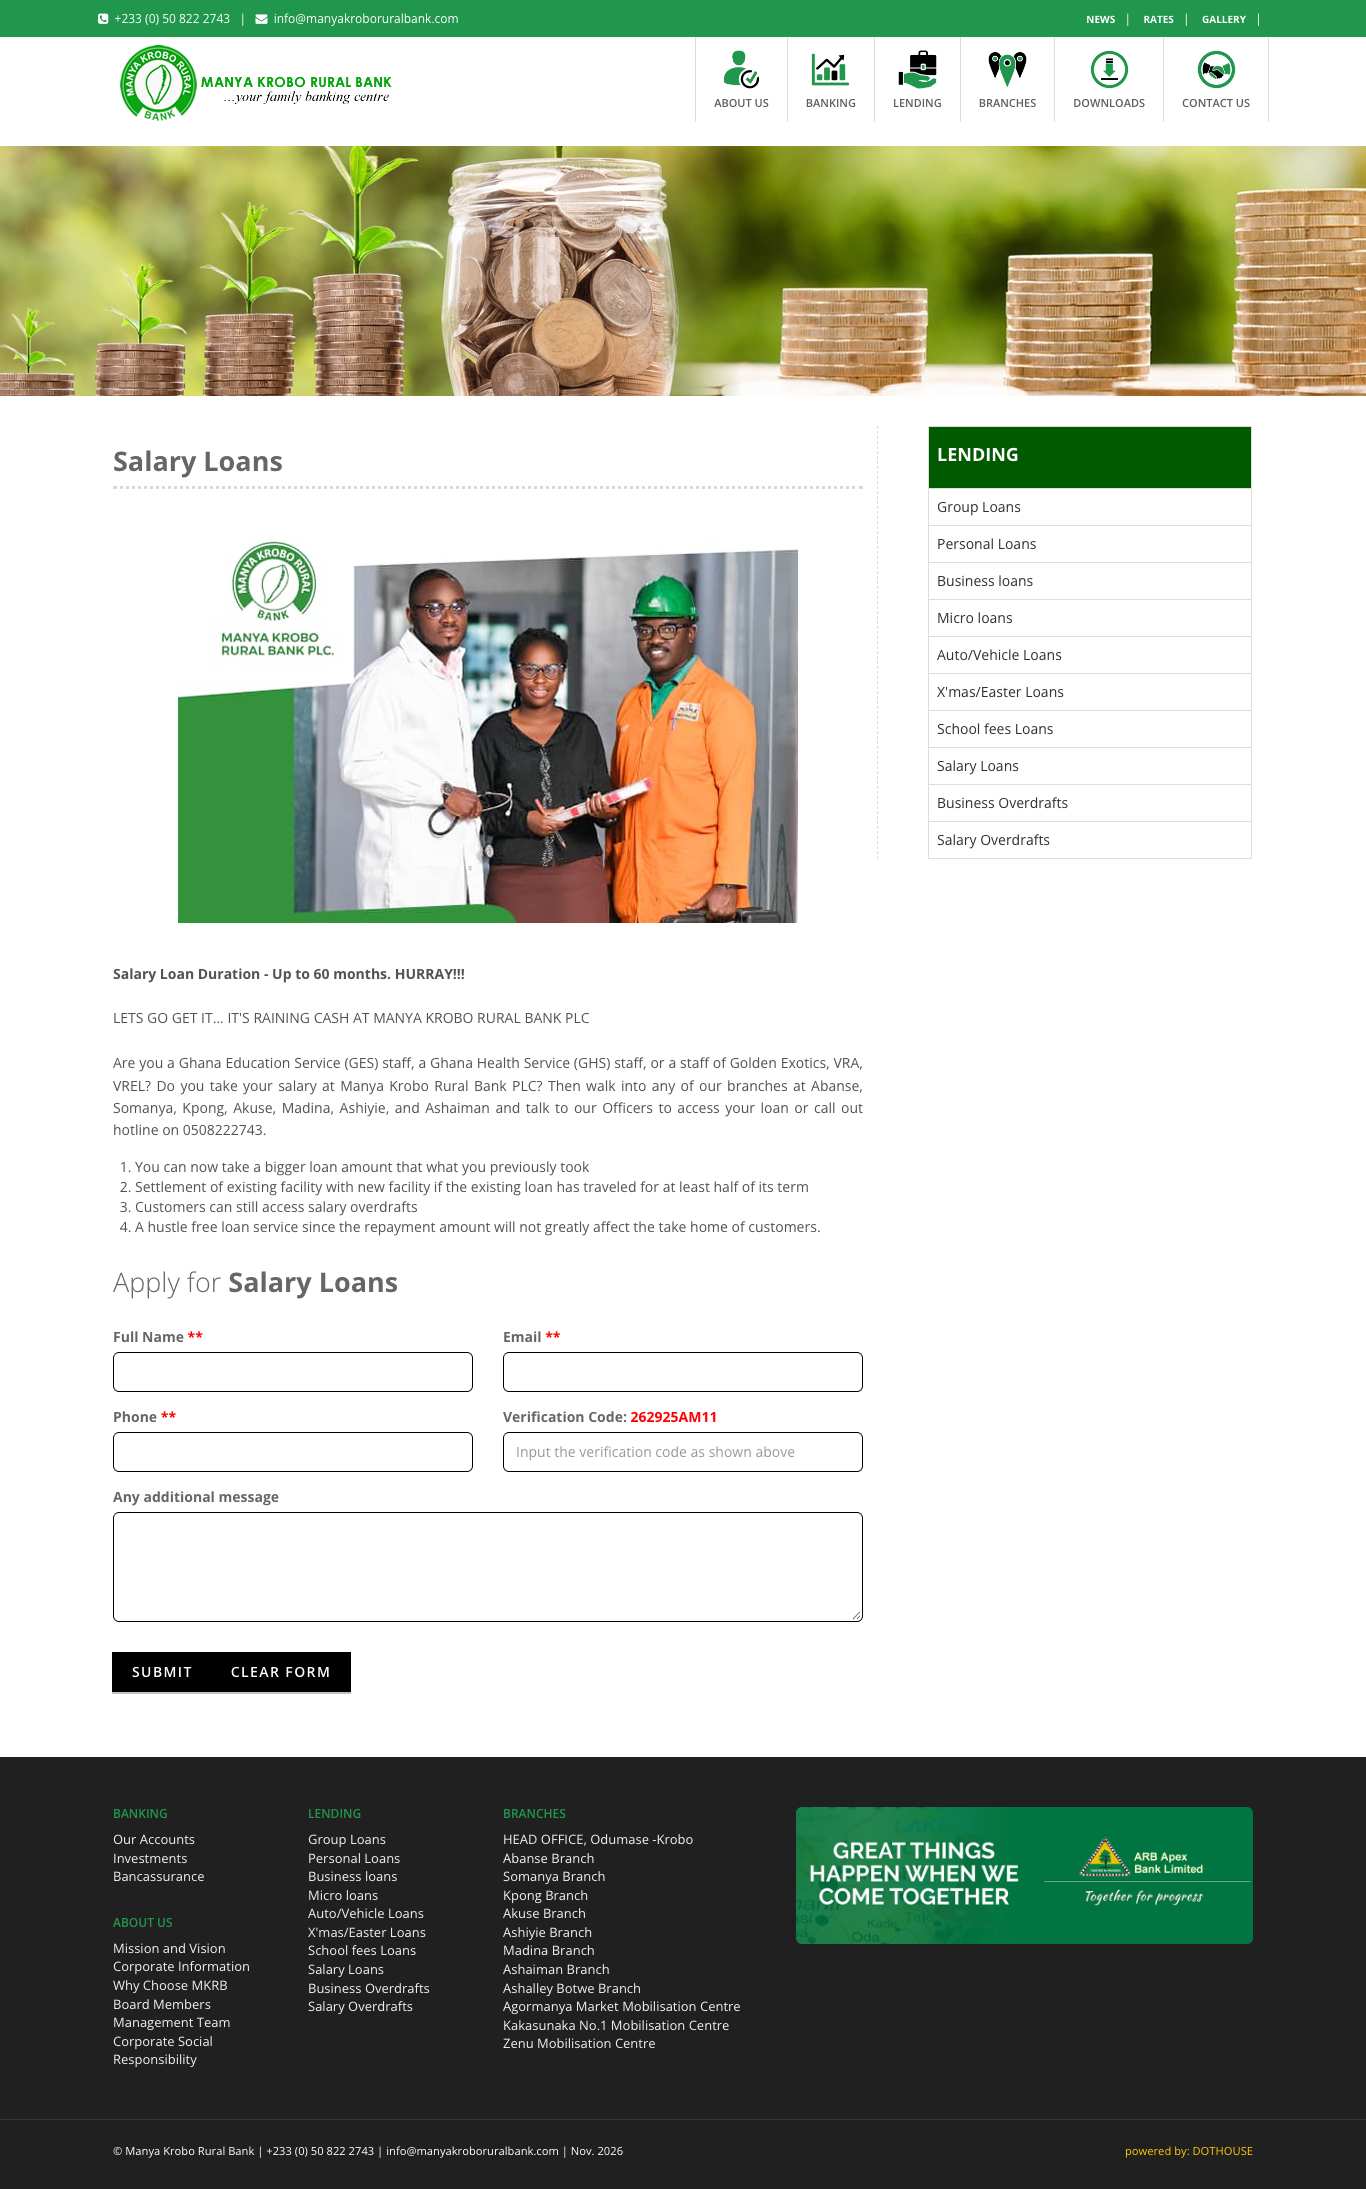 +233 (0) 50 822 2743 | info@manyakroboruralbank.com
NEWS | RATES | GALLERY |
MANYA KROBO RURAL BANK
MANYA KROBO RURAL BANK
...your family banking centre
ABOUT US
BANKING
LENDING
BRANCHES
DOWNLOADS
CONTACT US
Salary Loans
MANYA KROBO RURAL BANK
MANYA KROBO
RURAL BANK PLC.
Salary Loan Duration - Up to 60 months. HURRAY!!!
LETS GO GET IT... IT'S RAINING CASH AT MANYA KROBO RURAL BANK PLC
Are you a Ghana Education Service (GES) staff, a Ghana Health Service (GHS) staff, or a staff of Golden Exotics, VRA,
VREL? Do you take your salary at Manya Krobo Rural Bank PLC? Then walk into any of our branches at Abanse,
Somanya, Kpong, Akuse, Madina, Ashiyie, and Ashaiman and talk to our Officers to access your loan or call out
hotline on 0508222743.
1. You can now take a bigger loan amount that what you previously took
2. Settlement of existing facility with new facility if the existing loan has traveled for at least half of its term
3. Customers can still access salary overdrafts
4. A hustle free loan service since the repayment amount will not greatly affect the take home of customers.
Apply for Salary Loans
Full Name **
Email **
Phone **
Verification Code: 262925AM11
Input the verification code as shown above
Any additional message
SUBMIT
CLEAR FORM
LENDING
Group Loans
Personal Loans
Business loans
Micro loans
Auto/Vehicle Loans
X'mas/Easter Loans
School fees Loans
Salary Loans
Business Overdrafts
Salary Overdrafts
BANKING
Our Accounts
Investments
Bancassurance
ABOUT US
Mission and Vision
Corporate Information
Why Choose MKRB
Board Members
Management Team
Corporate Social
Responsibility
LENDING
Group Loans
Personal Loans
Business loans
Micro loans
Auto/Vehicle Loans
X'mas/Easter Loans
School fees Loans
Salary Loans
Business Overdrafts
Salary Overdrafts
BRANCHES
HEAD OFFICE, Odumase -Krobo
Abanse Branch
Somanya Branch
Kpong Branch
Akuse Branch
Ashiyie Branch
Madina Branch
Ashaiman Branch
Ashalley Botwe Branch
Agormanya Market Mobilisation Centre
Kakasunaka No.1 Mobilisation Centre
Zenu Mobilisation Centre
GREAT THINGS
HAPPEN WHEN WE
COME TOGETHER
ARB Apex
Bank Limited
Together for progress
Oda
© Manya Krobo Rural Bank | +233 (0) 50 822 2743 | info@manyakroboruralbank.com | Nov. 2026
powered by: DOTHOUSE